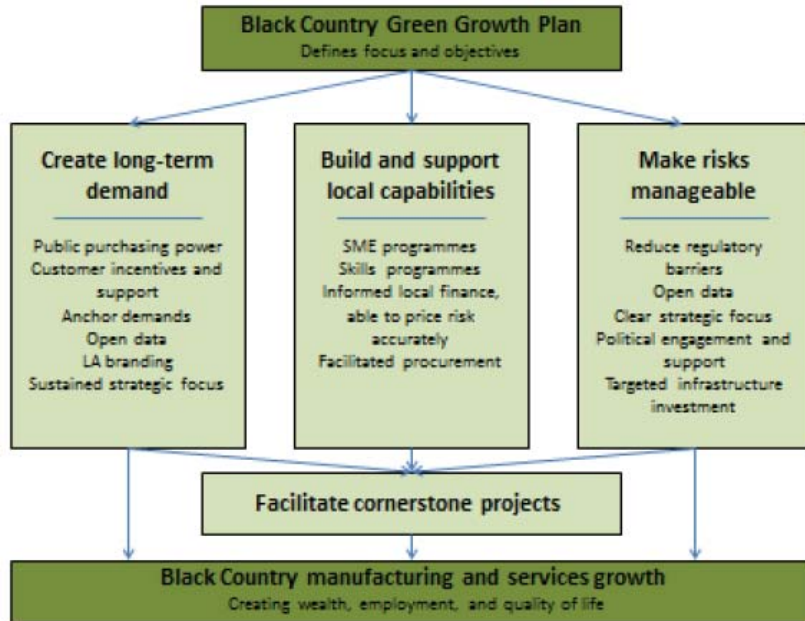 Black Country Green Growth Plan
Defines focus and objectives
Create long-term
demand
Public purchasing power
Customer incentives and
support
Anchor demands
Open data
LA branding
Sustained strategic focus
Build and support
local capabilities
SME programmes
Skills programmes
Informed local finance,
able to price risk
accurately
Facilitated procurement
Make risks
manageable
Reduce regulatory
barriers
Open data
Clear strategic focus
Political engagement and
support
Targeted infrastructure
investment
Facilitate cornerstone projects
Black Country manufacturing and services growth
Creating wealth, employment, and quality of life